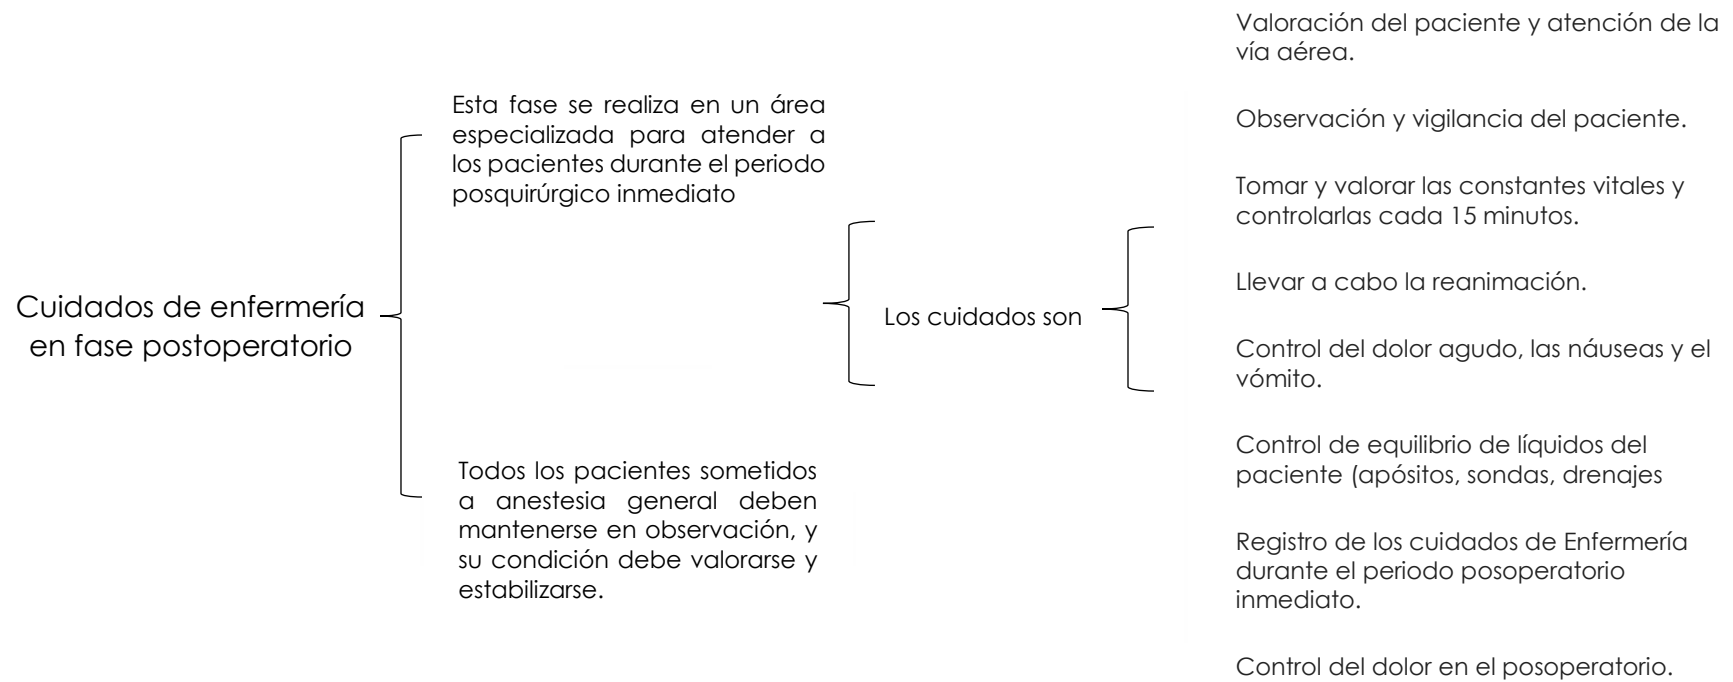 Cuidados de enfermería
en fase postoperatorio
Esta fase se realiza en un área
especializada para atender a
los pacientes durante el periodo
posquirúrgico inmediato
Todos los pacientes sometidos
a anestesia general deben
mantenerse en observación, y
su condición debe valorarse y
estabilizarse.
Los cuidados son
Valoración del paciente y atención de la
vía aérea.
Observación y vigilancia del paciente.
Tomar y valorar las constantes vitales y
controlarlas cada 15 minutos.
Llevar a cabo la reanimación.
Control del dolor agudo, las náuseas y el
vómito.
Control de equilibrio de líquidos del
paciente (apósitos, sondas, drenajes
Registro de los cuidados de Enfermería
durante el periodo posoperatorio
inmediato.
Control del dolor en el posoperatorio.